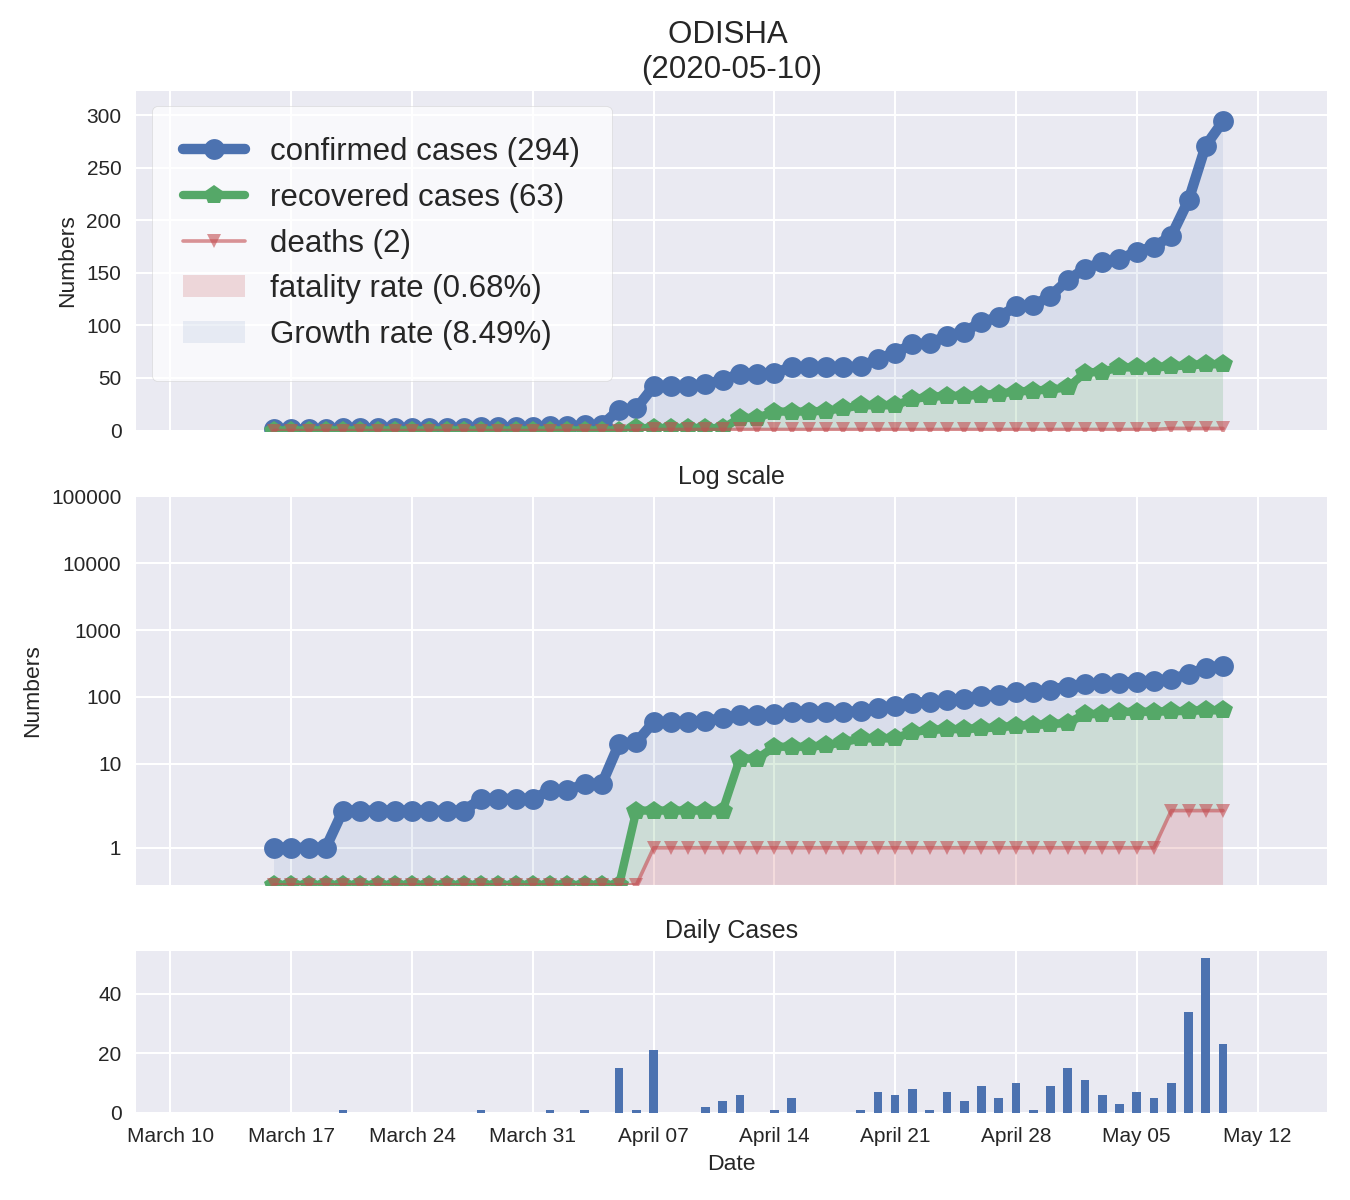 ODISHA
(2020-05-10)
300
250
200
150
100
50
0
Numbers
confirmed cases (294)
recovered cases (63)
deaths (2)
fatality rate (0.68%)
Growth rate (8.49%)
Log scale
100000
10000
1000
100
10
1
Numbers
Daily Cases
40
20
0
March 10 March 17 March 24 March 31 April 07 April 14 April 21 April 28 May 05 May 12
Date